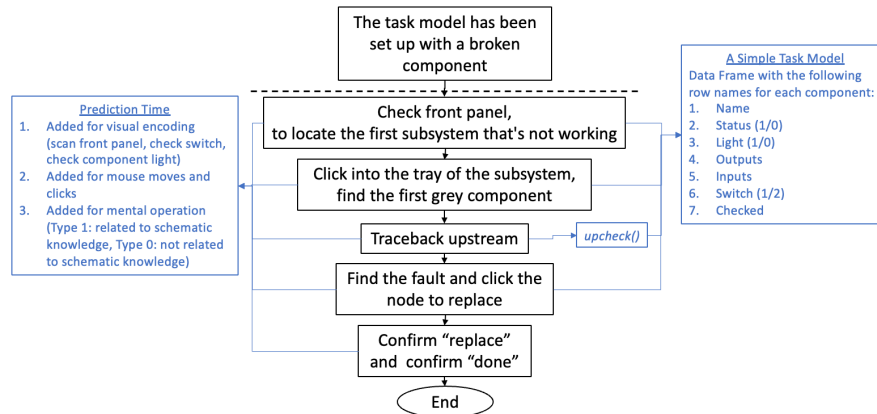 The task model has been
set up with a broken
component
Prediction Time
1. Added for visual encoding
(scan front panel, check switch,
check component light)
2. Added for mouse moves and
clicks
3. Added for mental operation
(Type 1: related to schematic
knowledge, Type 0: not related
to schematic knowledge)
Check front panel,
to locate the first subsystem that's not working
Click into the tray of the subsystem,
find the first grey component
Traceback upstream
upcheck()
Find the fault and click the
node to replace
Confirm “replace”
and confirm “done”
End
A Simple Task Model
Data Frame with the following
row names for each component:
1. Name
2. Status (1/0)
3. Light (1/0)
4. Outputs
5. Inputs
6. Switch (1/2)
7. Checked